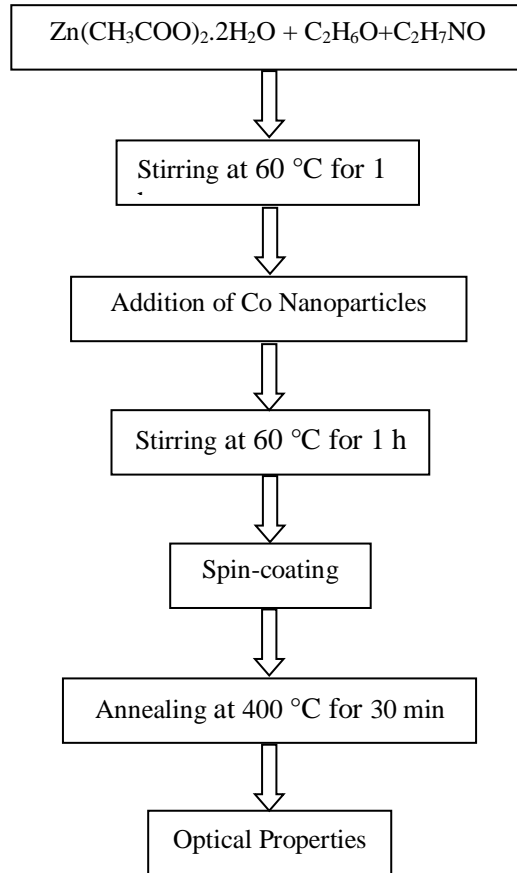 Zn(CH₃COO)₂.2H₂O + C₂H₆O+C₂H₇NO
Stirring at 60 °C for 1
Addition of Co Nanoparticles
Stirring at 60 °C for 1 h
Spin-coating
Annealing at 400 °C for 30 min
Optical Properties